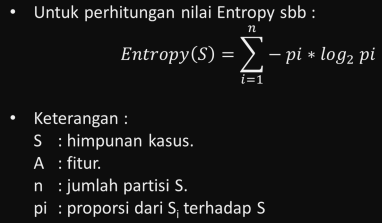 • Untuk perhitungan nilai Entropy sbb :
n
Entropy(S) = ∑ − pi ∗ log₂ pi
i=1
• Keterangan :
S : himpunan kasus.
A : fitur.
n : jumlah partisi S.
pi : proporsi dari Sᵢ terhadap S